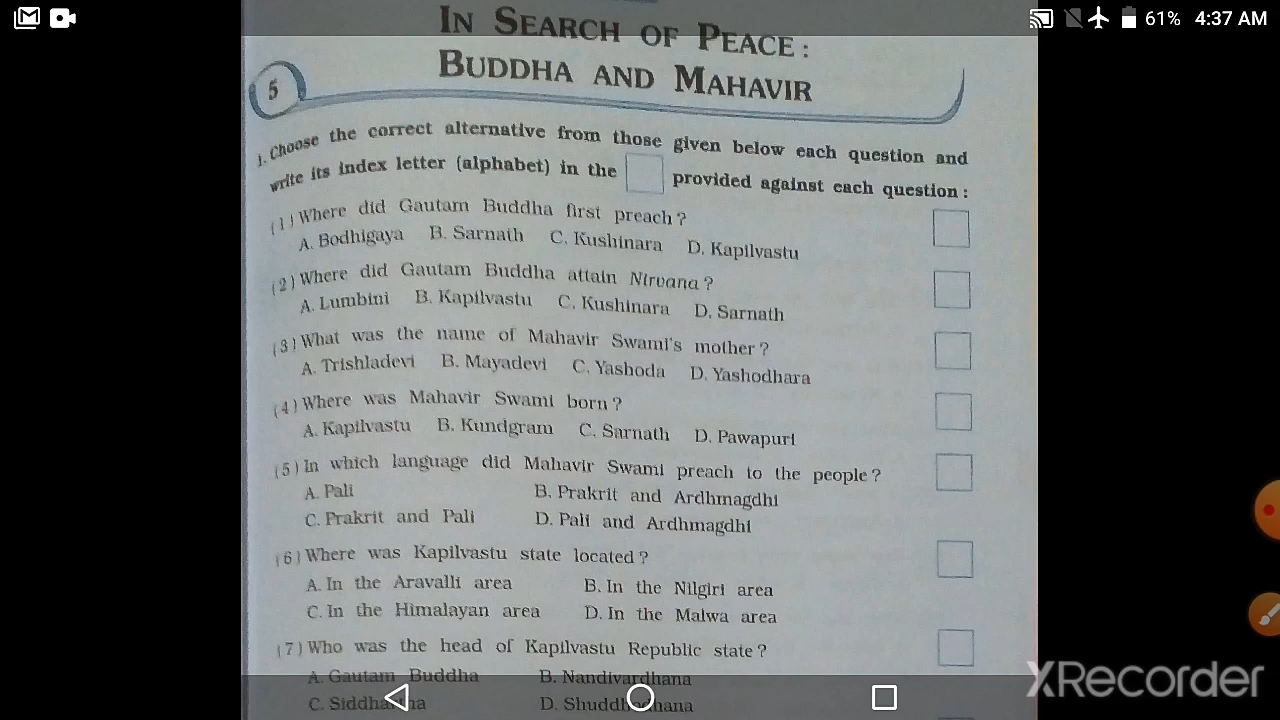 61% 4:37 AM
IN SEARCH OF PEACE :
BUDDHA AND MAHAVIR
5
1. Choose the correct alternative from those given below each question and
write its index letter (alphabet) in the provided against each question :
(1) Where did Gautam Buddha first preach ?
A. Bodhigaya B. Sarnath C. Kushinara D. Kapilvastu
(2) Where did Gautam Buddha attain Nirvana ?
A. Lumbini B. Kapilvastu C. Kushinara D. Sarnath
(3) What was the name of Mahavir Swami's mother ?
A. Trishladevi B. Mayadevi C. Yashoda D. Yashodhara
(4) Where was Mahavir Swami born ?
A. Kapilvastu B. Kundgram C. Sarnath D. Pawapuri
(5) In which language did Mahavir Swami preach to the people ?
A. Pali B. Prakrit and Ardhmagdhi
C. Prakrit and Pali D. Pali and Ardhmagdhi
(6) Where was Kapilvastu state located ?
A. In the Aravalli area B. In the Nilgiri area
C. In the Himalayan area D. In the Malwa area
(7) Who was the head of Kapilvastu Republic state ?
A. Gautam Buddha B. Nandivardhana
C. Siddhartha D. Shuddhodhana
XRecorder